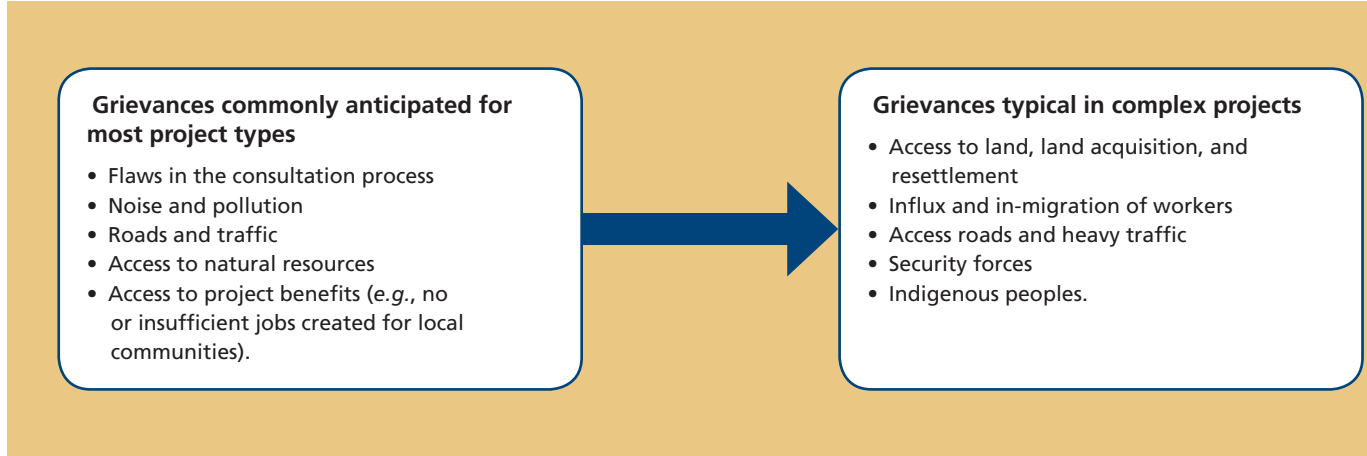 Grievances commonly anticipated for
most project types
• Flaws in the consultation process
• Noise and pollution
• Roads and traffic
• Access to natural resources
• Access to project benefits (e.g., no
or insufficient jobs created for local
communities).
Grievances typical in complex projects
• Access to land, land acquisition, and
resettlement
• Influx and in-migration of workers
• Access roads and heavy traffic
• Security forces
• Indigenous peoples.